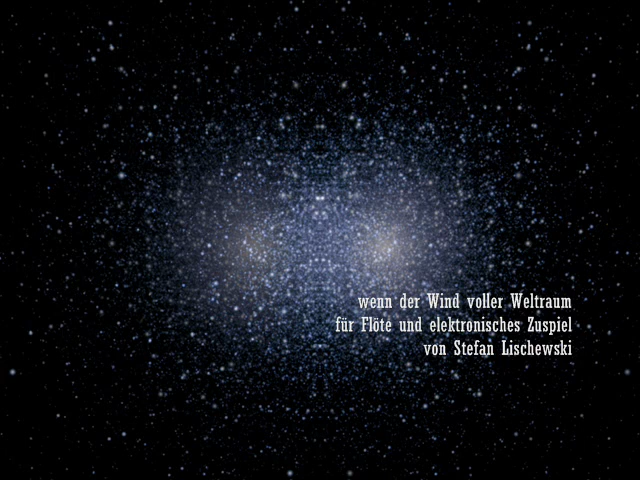 wenn der Wind voller Weltraum
für Flöte und elektronisches Zuspiel
von Stefan Lischewski